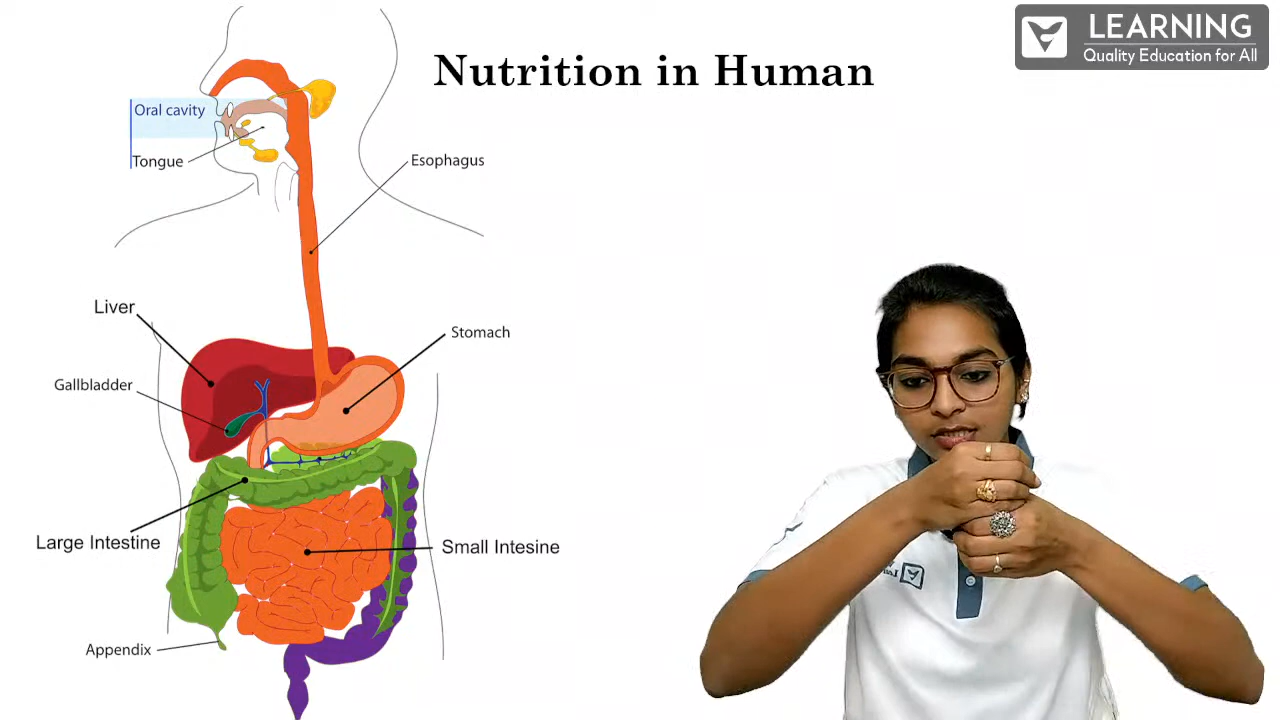 LEARNING
Quality Education for All
Nutrition in Human
Oral cavity
Tongue
Esophagus
Liver
Stomach
Gallbladder
Large Intestine
Small Intesine
Appendix